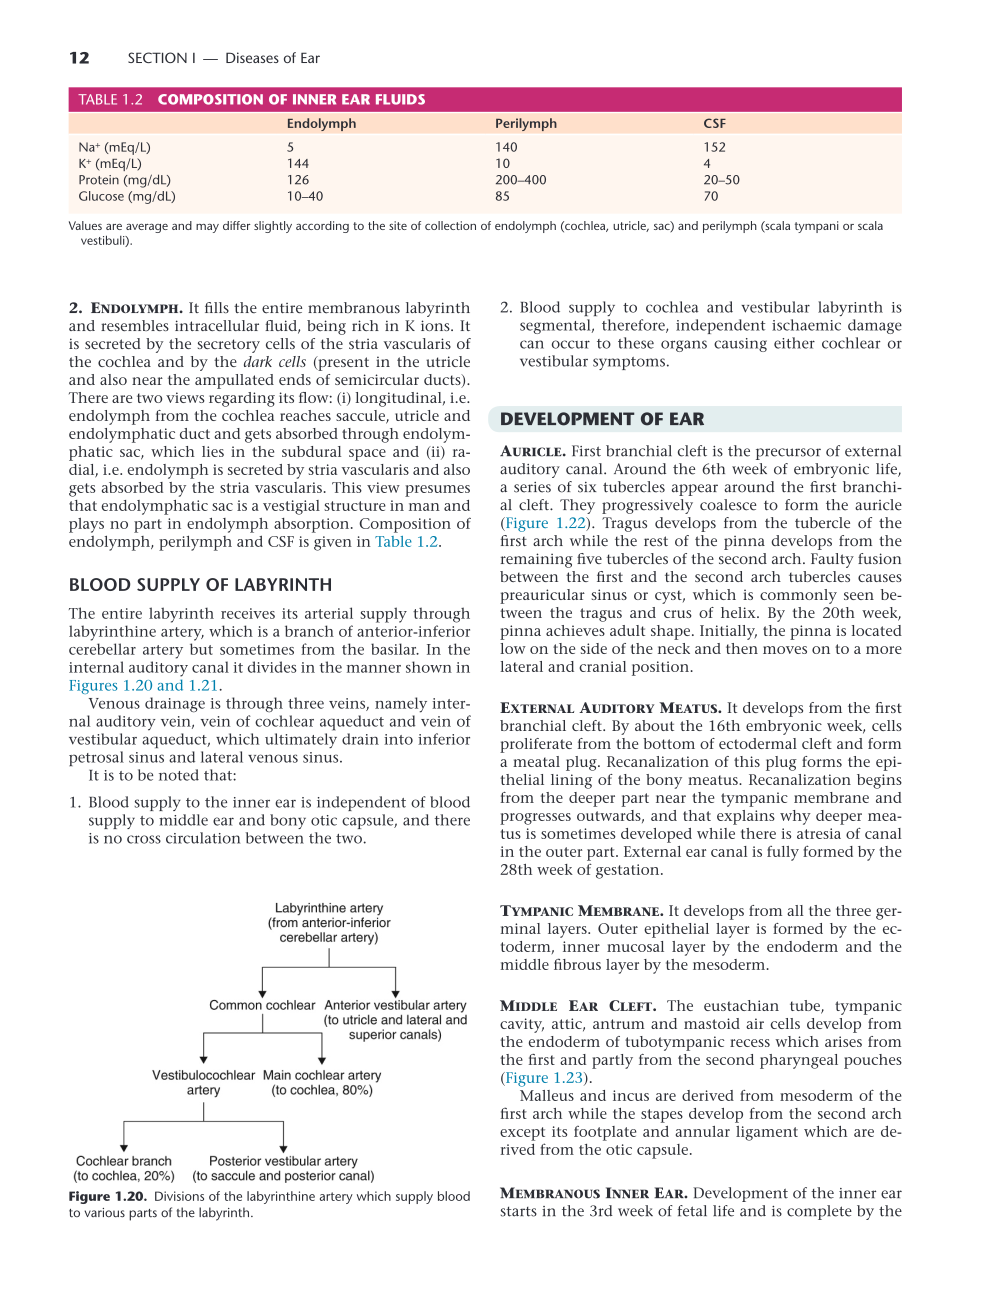 12 SECTION I — Diseases of Ear
TABLE 1.2 COMPOSITION OF INNER EAR FLUIDS
Endolymph Perilymph CSF
Na+ (mEq/L) 5 140 152
K+ (mEq/L) 144 10 4
Protein (mg/dL) 126 200–400 20–50
Glucose (mg/dL) 10–40 85 70
Values are average and may differ slightly according to the site of collection of endolymph (cochlea, utricle, sac) and perilymph (scala tympani or scala
vestibuli).
2. ENDOLYMPH. It fills the entire membranous labyrinth
and resembles intracellular fluid, being rich in K ions. It
is secreted by the secretory cells of the stria vascularis of
the cochlea and by the dark cells (present in the utricle
and also near the ampullated ends of semicircular ducts).
There are two views regarding its flow: (i) longitudinal, i.e.
endolymph from the cochlea reaches saccule, utricle and
endolymphatic duct and gets absorbed through endolym-
phatic sac, which lies in the subdural space and (ii) ra-
dial, i.e. endolymph is secreted by stria vascularis and also
gets absorbed by the stria vascularis. This view presumes
that endolymphatic sac is a vestigial structure in man and
plays no part in endolymph absorption. Composition of
endolymph, perilymph and CSF is given in Table 1.2.
BLOOD SUPPLY OF LABYRINTH
The entire labyrinth receives its arterial supply through
labyrinthine artery, which is a branch of anterior-inferior
cerebellar artery but sometimes from the basilar. In the
internal auditory canal it divides in the manner shown in
Figures 1.20 and 1.21.
Venous drainage is through three veins, namely inter-
nal auditory vein, vein of cochlear aqueduct and vein of
vestibular aqueduct, which ultimately drain into inferior
petrosal sinus and lateral venous sinus.
It is to be noted that:
1. Blood supply to the inner ear is independent of blood
supply to middle ear and bony otic capsule, and there
is no cross circulation between the two.
Labyrinthine artery
(from anterior-inferior
cerebellar artery)
Common cochlear Anterior vestibular artery
(to utricle and lateral and
superior canals)
Vestibulocochlear Main cochlear artery
artery (to cochlea, 80%)
Cochlear branch Posterior vestibular artery
(to cochlea, 20%) (to saccule and posterior canal)
Figure 1.20. Divisions of the labyrinthine artery which supply blood
to various parts of the labyrinth.
2. Blood supply to cochlea and vestibular labyrinth is
segmental, therefore, independent ischaemic damage
can occur to these organs causing either cochlear or
vestibular symptoms.
DEVELOPMENT OF EAR
AURICLE. First branchial cleft is the precursor of external
auditory canal. Around the 6th week of embryonic life,
a series of six tubercles appear around the first branchi-
al cleft. They progressively coalesce to form the auricle
(Figure 1.22). Tragus develops from the tubercle of the
first arch while the rest of the pinna develops from the
remaining five tubercles of the second arch. Faulty fusion
between the first and the second arch tubercles causes
preauricular sinus or cyst, which is commonly seen be-
tween the tragus and crus of helix. By the 20th week,
pinna achieves adult shape. Initially, the pinna is located
low on the side of the neck and then moves on to a more
lateral and cranial position.
EXTERNAL AUDITORY MEATUS. It develops from the first
branchial cleft. By about the 16th embryonic week, cells
proliferate from the bottom of ectodermal cleft and form
a meatal plug. Recanalization of this plug forms the epi-
thelial lining of the bony meatus. Recanalization begins
from the deeper part near the tympanic membrane and
progresses outwards, and that explains why deeper mea-
tus is sometimes developed while there is atresia of canal
in the outer part. External ear canal is fully formed by the
28th week of gestation.
TYMPANIC MEMBRANE. It develops from all the three ger-
minal layers. Outer epithelial layer is formed by the ec-
toderm, inner mucosal layer by the endoderm and the
middle fibrous layer by the mesoderm.
MIDDLE EAR CLEFT. The eustachian tube, tympanic
cavity, attic, antrum and mastoid air cells develop from
the endoderm of tubotympanic recess which arises from
the first and partly from the second pharyngeal pouches
(Figure 1.23).
Malleus and incus are derived from mesoderm of the
first arch while the stapes develop from the second arch
except its footplate and annular ligament which are de-
rived from the otic capsule.
MEMBRANOUS INNER EAR. Development of the inner ear
starts in the 3rd week of fetal life and is complete by the